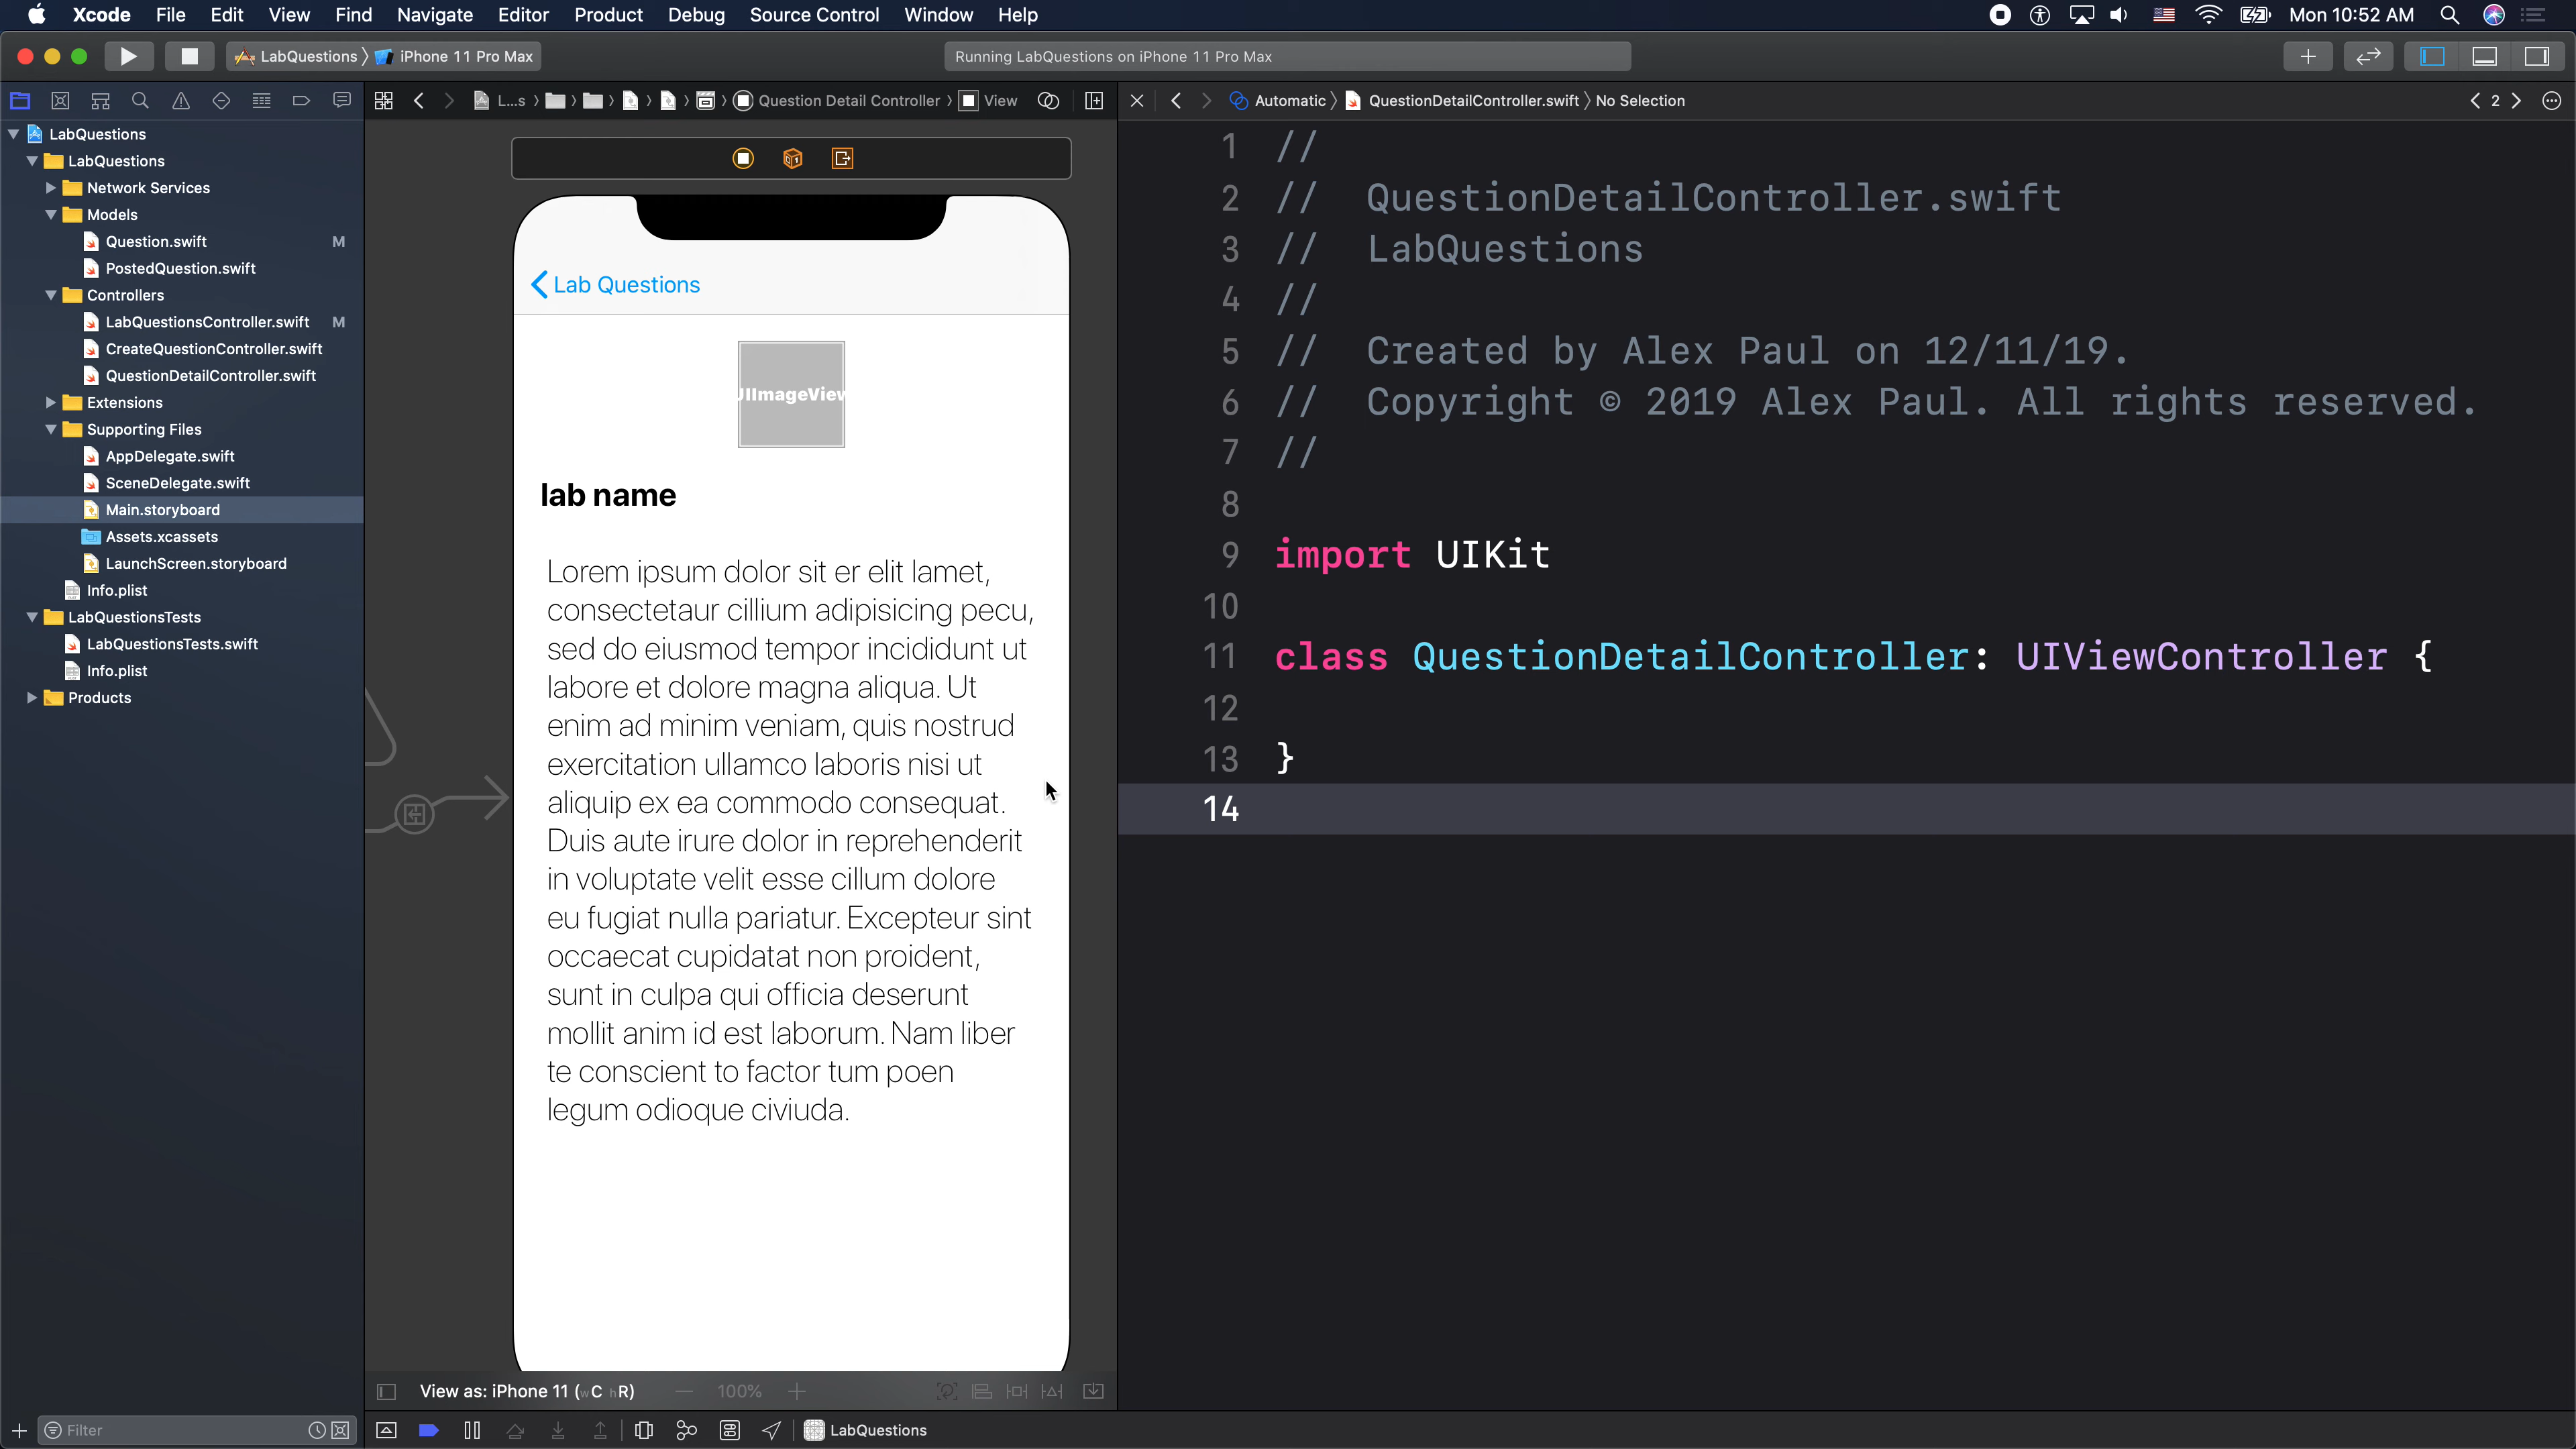 Xcode File Edit View Find Navigate Editor Product Debug Source Control Window Help Mon 10:52 AM
LabQuestions iPhone 11 Pro Max Running LabQuestions on iPhone 11 Pro Max
L...s Question Detail Controller View Automatic QuestionDetailController.swift No Selection 2
LabQuestions
LabQuestions
Network Services
Models
Question.swift M
PostedQuestion.swift
Controllers
LabQuestionsController.swift M
CreateQuestionController.swift
QuestionDetailController.swift
Extensions
Supporting Files
AppDelegate.swift
SceneDelegate.swift
Main.storyboard
Assets.xcassets
LaunchScreen.storyboard
Info.plist
LabQuestionsTests
LabQuestionsTests.swift
Info.plist
Products
Filter
Lab Questions
UIImageView
lab name
Lorem ipsum dolor sit er elit lamet,
consectetaur cillium adipisicing pecu,
sed do eiusmod tempor incididunt ut
labore et dolore magna aliqua. Ut
enim ad minim veniam, quis nostrud
exercitation ullamco laboris nisi ut
aliquip ex ea commodo consequat.
Duis aute irure dolor in reprehenderit
in voluptate velit esse cillum dolore
eu fugiat nulla pariatur. Excepteur sint
occaecat cupidatat non proident,
sunt in culpa qui officia deserunt
mollit anim id est laborum. Nam liber
te conscient to factor tum poen
legum odioque civiuda.
View as: iPhone 11 (wC hR) 100%
LabQuestions
1 //
2 // QuestionDetailController.swift
3 // LabQuestions
4 //
5 // Created by Alex Paul on 12/11/19.
6 // Copyright © 2019 Alex Paul. All rights reserved.
7 //
8
9 import UIKit
10
11 class QuestionDetailController: UIViewController {
12
13 }
14